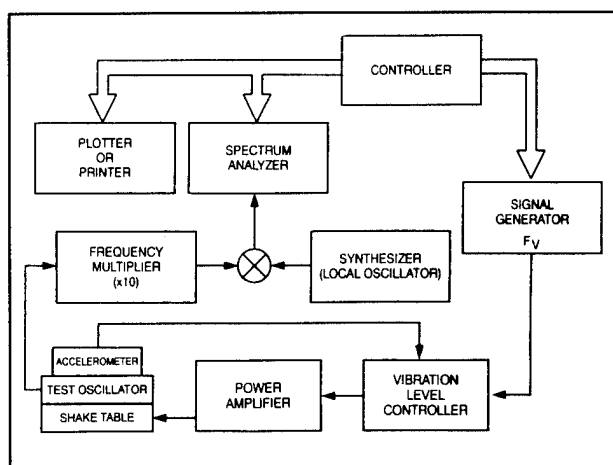 CONTROLLER
PLOTTER
OR
PRINTER
SPECTRUM
ANALYZER
SIGNAL
GENERATOR
FV
FREQUENCY
MULTIPLIER
(x10)
SYNTHESIZER
(LOCAL OSCILLATOR)
ACCELEROMETER
TEST OSCILLATOR
SHAKE TABLE
POWER
AMPLIFIER
VIBRATION
LEVEL
CONTROLLER